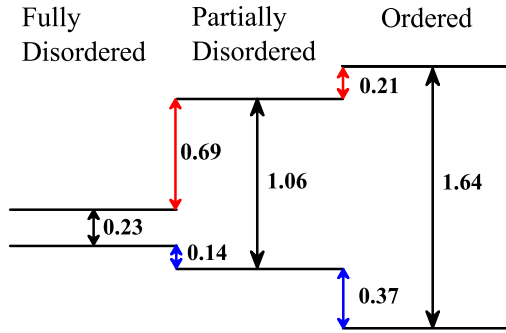 Fully
Disordered
Partially
Disordered
Ordered
0.21
0.69
1.06
1.64
0.23
0.14
0.37